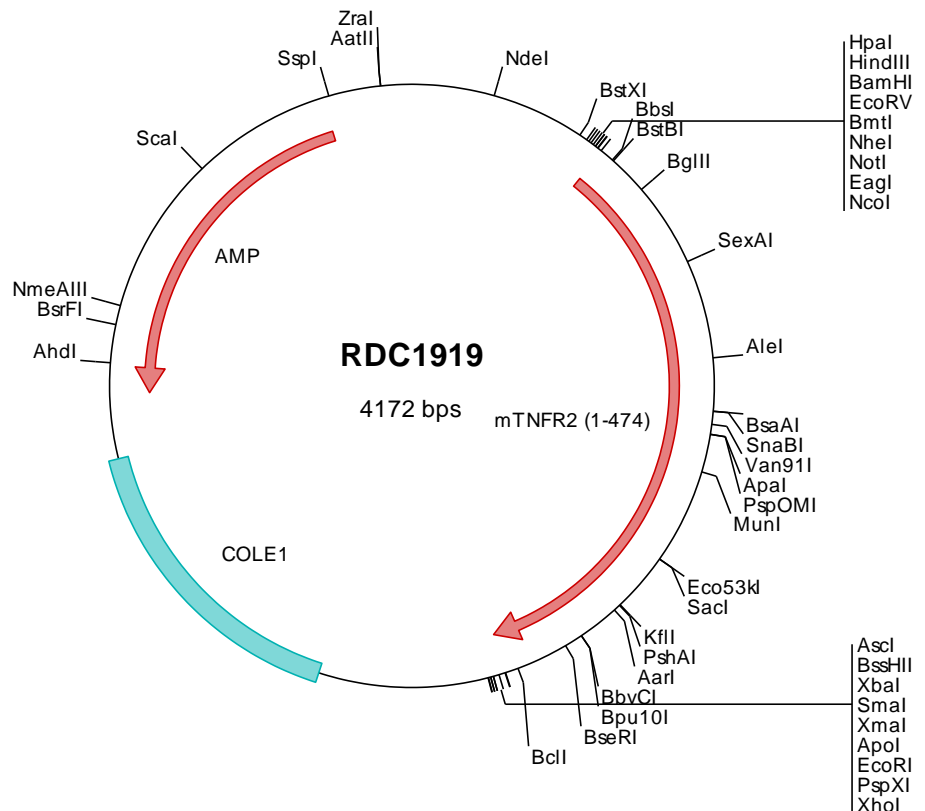 ZraI
AatII
SspI
NdeI
ScaI
BstXI
BbsI
BstBI
BglII
HpaI
HindIII
BamHI
EcoRV
BmtI
NheI
NotI
EagI
NcoI
SexAI
AMP
NmeAIII
BsrFI
AhdI
RDC1919
4172 bps
AleI
mTNFR2 (1-474)
BsaAI
SnaBI
Van91I
ApaI
PspOMI
MunI
COLE1
Eco53kI
SacI
KflI
PshAI
AarI
BbvCI
Bpu10I
BseRI
BclI
AscI
BssHII
XbaI
SmaI
XmaI
ApoI
EcoRI
PspXI
XhoI